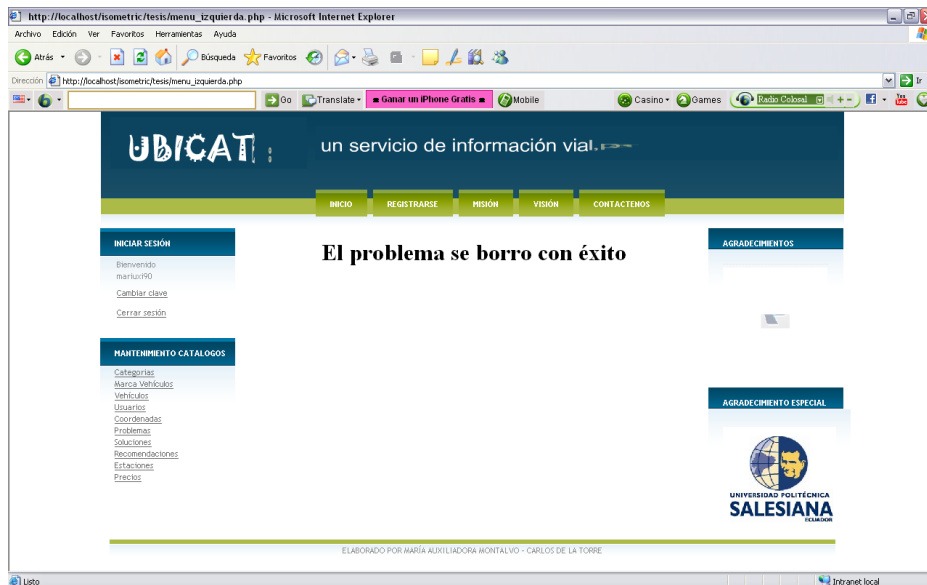 http://localhost/isometric/tesis/menu_izquierda.php - Microsoft Internet Explorer
Archivo Edición Ver Favoritos Herramientas Ayuda
Atrás Búsqueda Favoritos
Dirección http://localhost/isometric/tesis/menu_izquierda.php Ir
Go Translate Ganar un iPhone Gratis Mobile Casino Games Radio Colosal You Tube
UBICAT: un servicio de información vial.
INICIO REGISTRARSE MISIÓN VISIÓN CONTACTENOS
INICIAR SESIÓN
Bienvenido
mariuxi90
Cambiar clave
Cerrar sesión
MANTENIMIENTO CATALOGOS
Categorias
Marca Vehículos
Vehículos
Usuarios
Coordenadas
Problemas
Soluciones
Recomendaciones
Estaciones
Precios
El problema se borro con éxito
AGRADECIMIENTOS
AGRADECIMIENTO ESPECIAL
UNIVERSIDAD POLITÉCNICA
SALESIANA
ECUADOR
ELABORADO POR MARÍA AUXILIADORA MONTALVO - CARLOS DE LA TORRE
Listo Intranet local